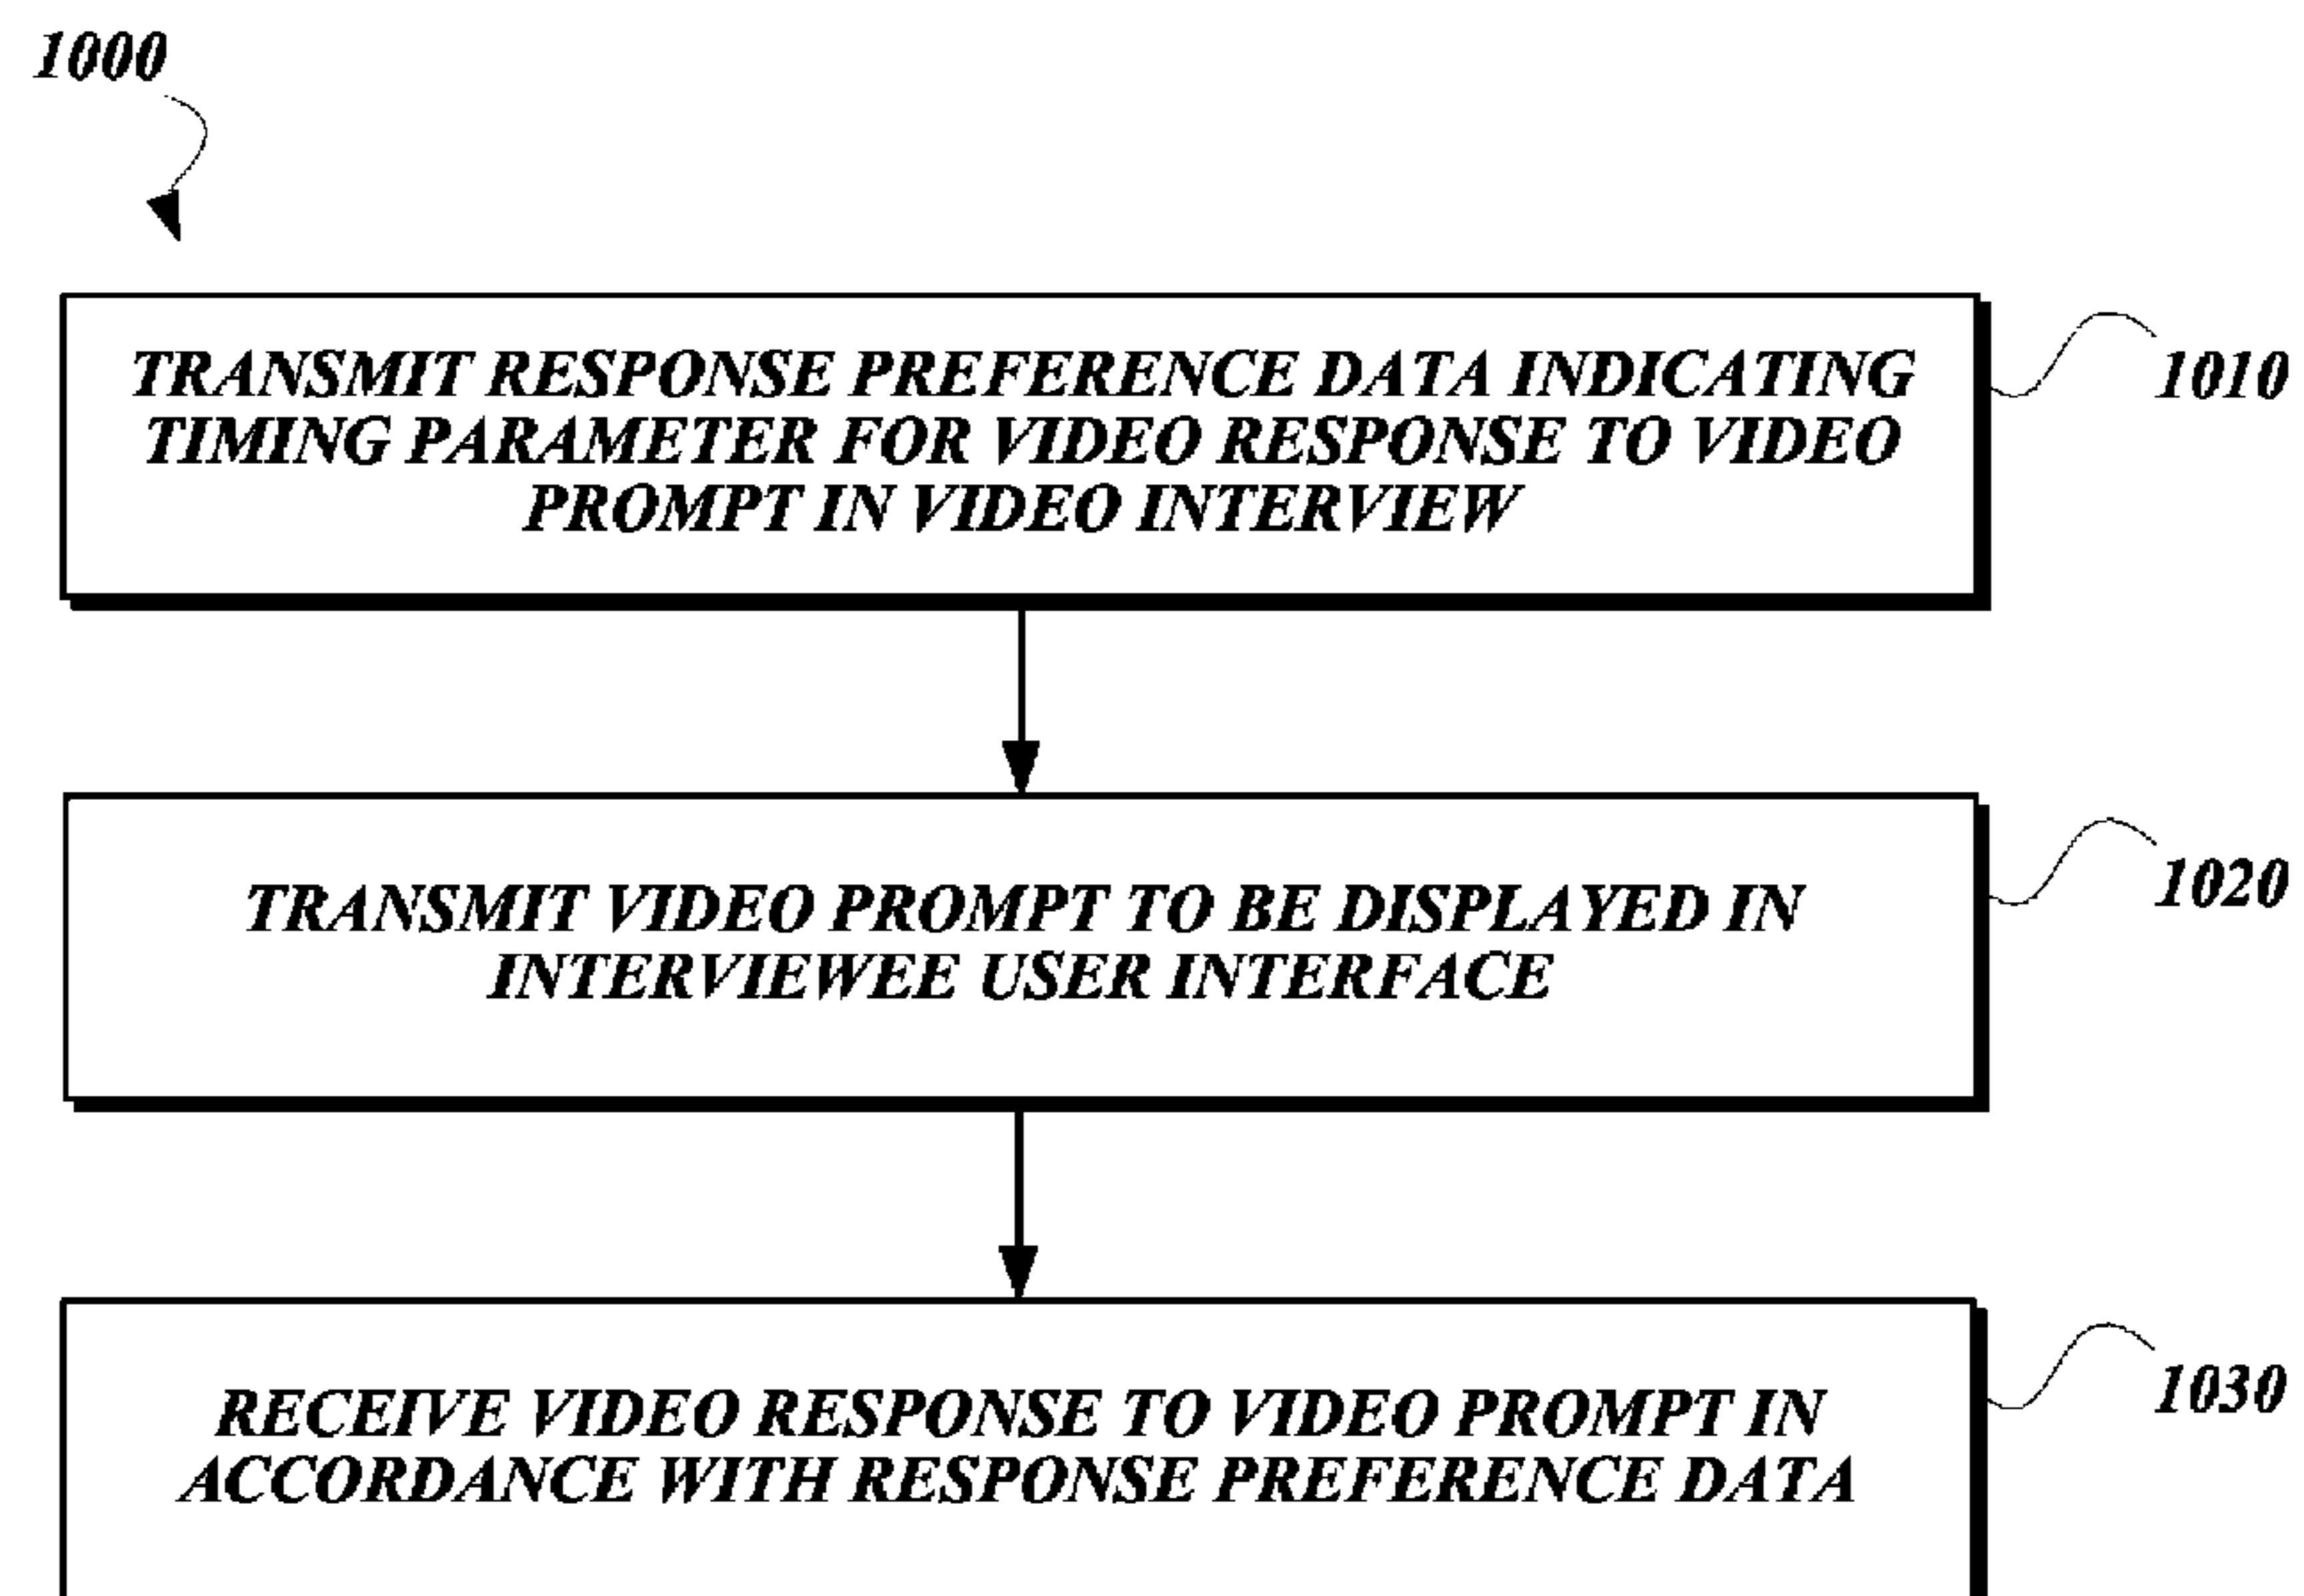 1000
TRANSMIT RESPONSE PREFERENCE DATA INDICATING
TIMING PARAMETER FOR VIDEO RESPONSE TO VIDEO
PROMPT IN VIDEO INTERVIEW
1010
TRANSMIT VIDEO PROMPT TO BE DISPLAYED IN
INTERVIEWEE USER INTERFACE
1020
RECEIVE VIDEO RESPONSE TO VIDEO PROMPT IN
ACCORDANCE WITH RESPONSE PREFERENCE DATA
1030